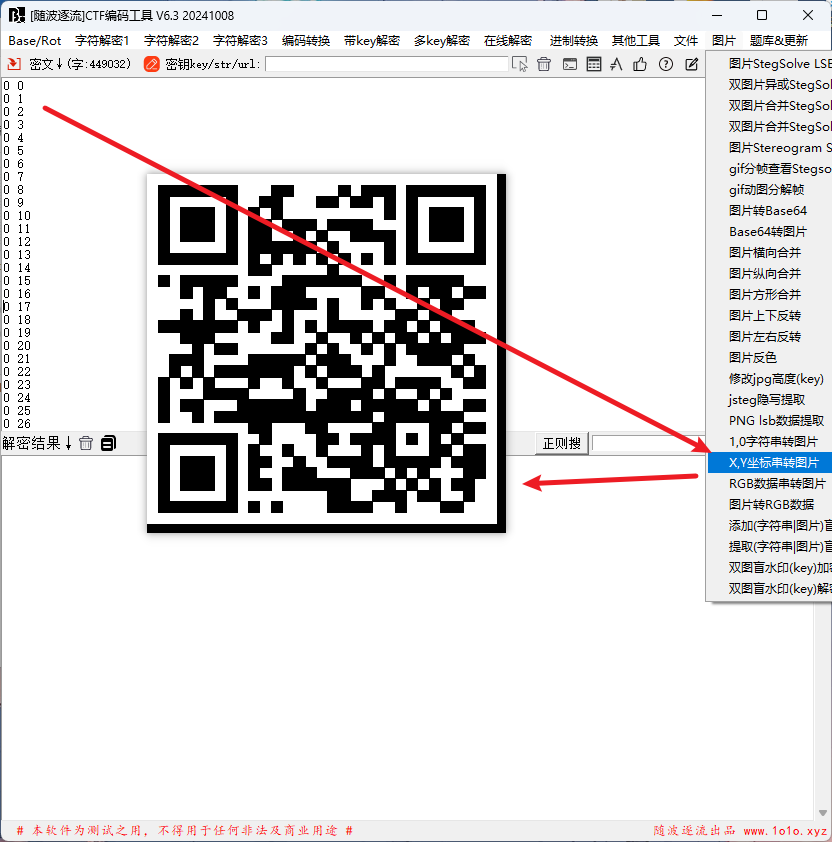 [随波逐流]CTF编码工具 V6.3 20241008
Base/Rot 字符解密1 字符解密2 字符解密3 编码转换 带key解密 多key解密 在线解密 进制转换 其他工具 文件 图片 题库&更新
密文↓(字:449032) 密钥key/str/url:
0 0
0 1
0 2
0 3
0 4
0 5
0 6
0 7
0 8
0 9
0 10
0 11
0 12
0 13
0 14
0 15
0 16
0 17
0 18
0 19
0 20
0 21
0 22
0 23
0 24
0 25
0 26
图片StegSolve LSB
双图片异或StegSol
双图片合并StegSol
双图片合并StegSol
图片Stereogram S
gif分帧查看Stegso
gif动图分解帧
图片转Base64
Base64转图片
图片横向合并
图片纵向合并
图片方形合并
图片上下反转
图片左右反转
图片反色
修改jpg高度(key)
jsteg隐写提取
PNG lsb数据提取
1,0字符串转图片
X,Y坐标串转图片
RGB数据串转图片
图片转RGB数据
添加(字符串|图片)盲
提取(字符串|图片)盲
双图盲水印(key)加密
双图盲水印(key)解密
解密结果↓ 正则搜
# 本软件为测试之用，不得用于任何非法及商业用途 #
随波逐流出品 www.1o1o.xyz